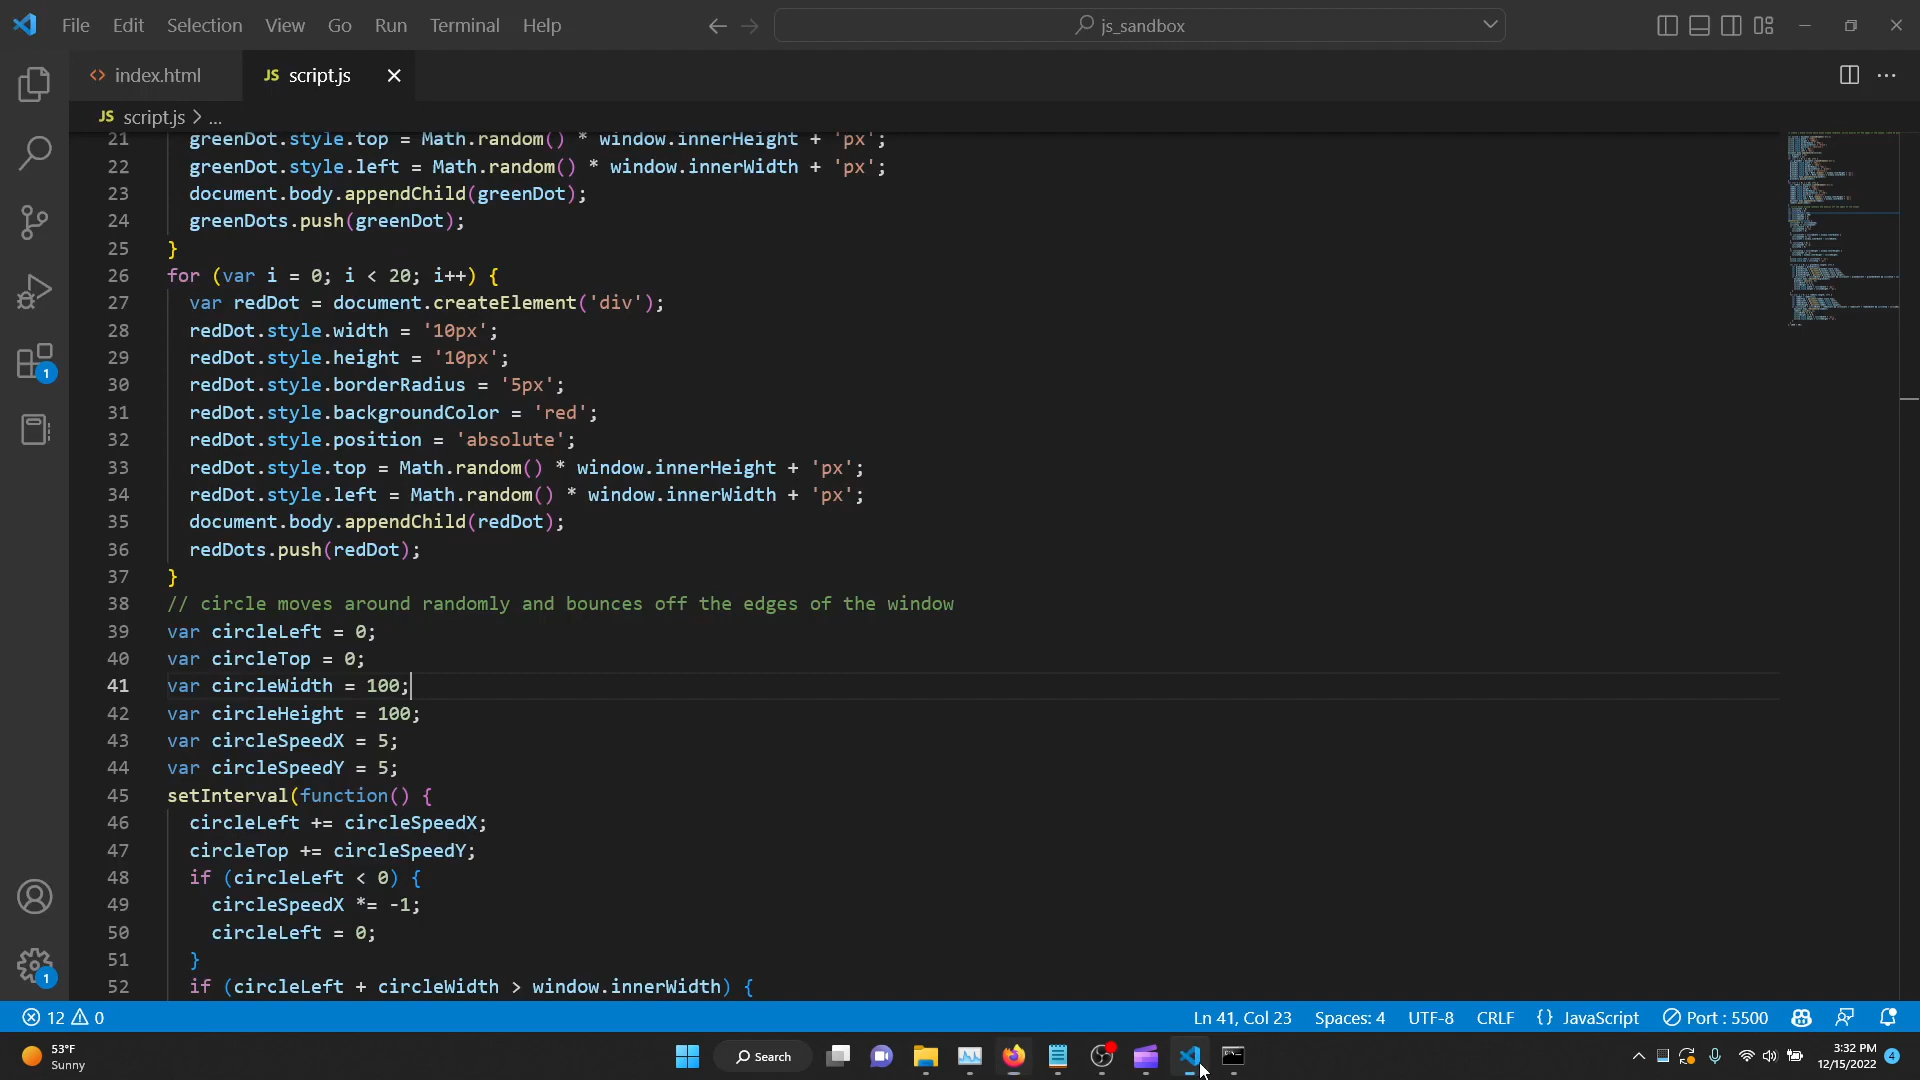 File Edit Selection View Go Run Terminal Help js_sandbox
index.html JS script.js
JS script.js > ...
21 greenDot.style.top = Math.random() * window.innerHeight + 'px';
22 greenDot.style.left = Math.random() * window.innerWidth + 'px';
23 document.body.appendChild(greenDot);
24 greenDots.push(greenDot);
25 }
26 for (var i = 0; i < 20; i++) {
27 var redDot = document.createElement('div');
28 redDot.style.width = '10px';
29 redDot.style.height = '10px';
30 redDot.style.borderRadius = '5px';
31 redDot.style.backgroundColor = 'red';
32 redDot.style.position = 'absolute';
33 redDot.style.top = Math.random() * window.innerHeight + 'px';
34 redDot.style.left = Math.random() * window.innerWidth + 'px';
35 document.body.appendChild(redDot);
36 redDots.push(redDot);
37 }
38 // circle moves around randomly and bounces off the edges of the window
39 var circleLeft = 0;
40 var circleTop = 0;
41 var circleWidth = 100;
42 var circleHeight = 100;
43 var circleSpeedX = 5;
44 var circleSpeedY = 5;
45 setInterval(function() {
46 circleLeft += circleSpeedX;
47 circleTop += circleSpeedY;
48 if (circleLeft < 0) {
49 circleSpeedX *= -1;
50 circleLeft = 0;
51 }
52 if (circleLeft + circleWidth > window.innerWidth) {
1
1
12 0 Ln 41, Col 23 Spaces: 4 UTF-8 CRLF {} JavaScript Port : 5500
53°F
Sunny
Search
3:32 PM
12/15/2022
4